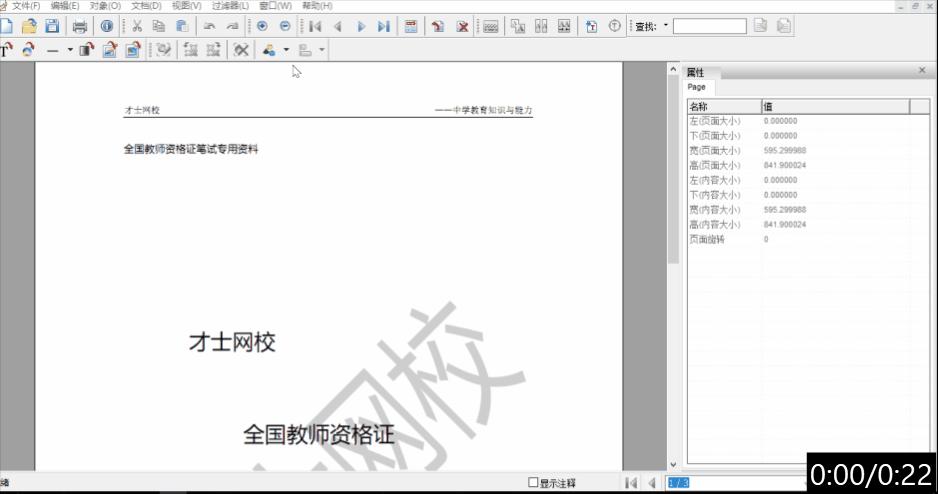 文件(F) 编辑(E) 对象(O) 文档(D) 视图(V) 过滤器(L) 窗口(W) 帮助(H)
查找:
属性
Page
名称 值
左(页面大小) 0.000000
下(页面大小) 0.000000
宽(页面大小) 595.299988
高(页面大小) 841.900024
左(内容大小) 0.000000
下(内容大小) 0.000000
宽(内容大小) 595.299988
高(内容大小) 841.900024
页面旋转 0
才士网校 ——中学教育知识与能力
全国教师资格证笔试专用资料
才士网校
全国教师资格证
士网校
绪
显示注释
1 / 3
0:00/0:22